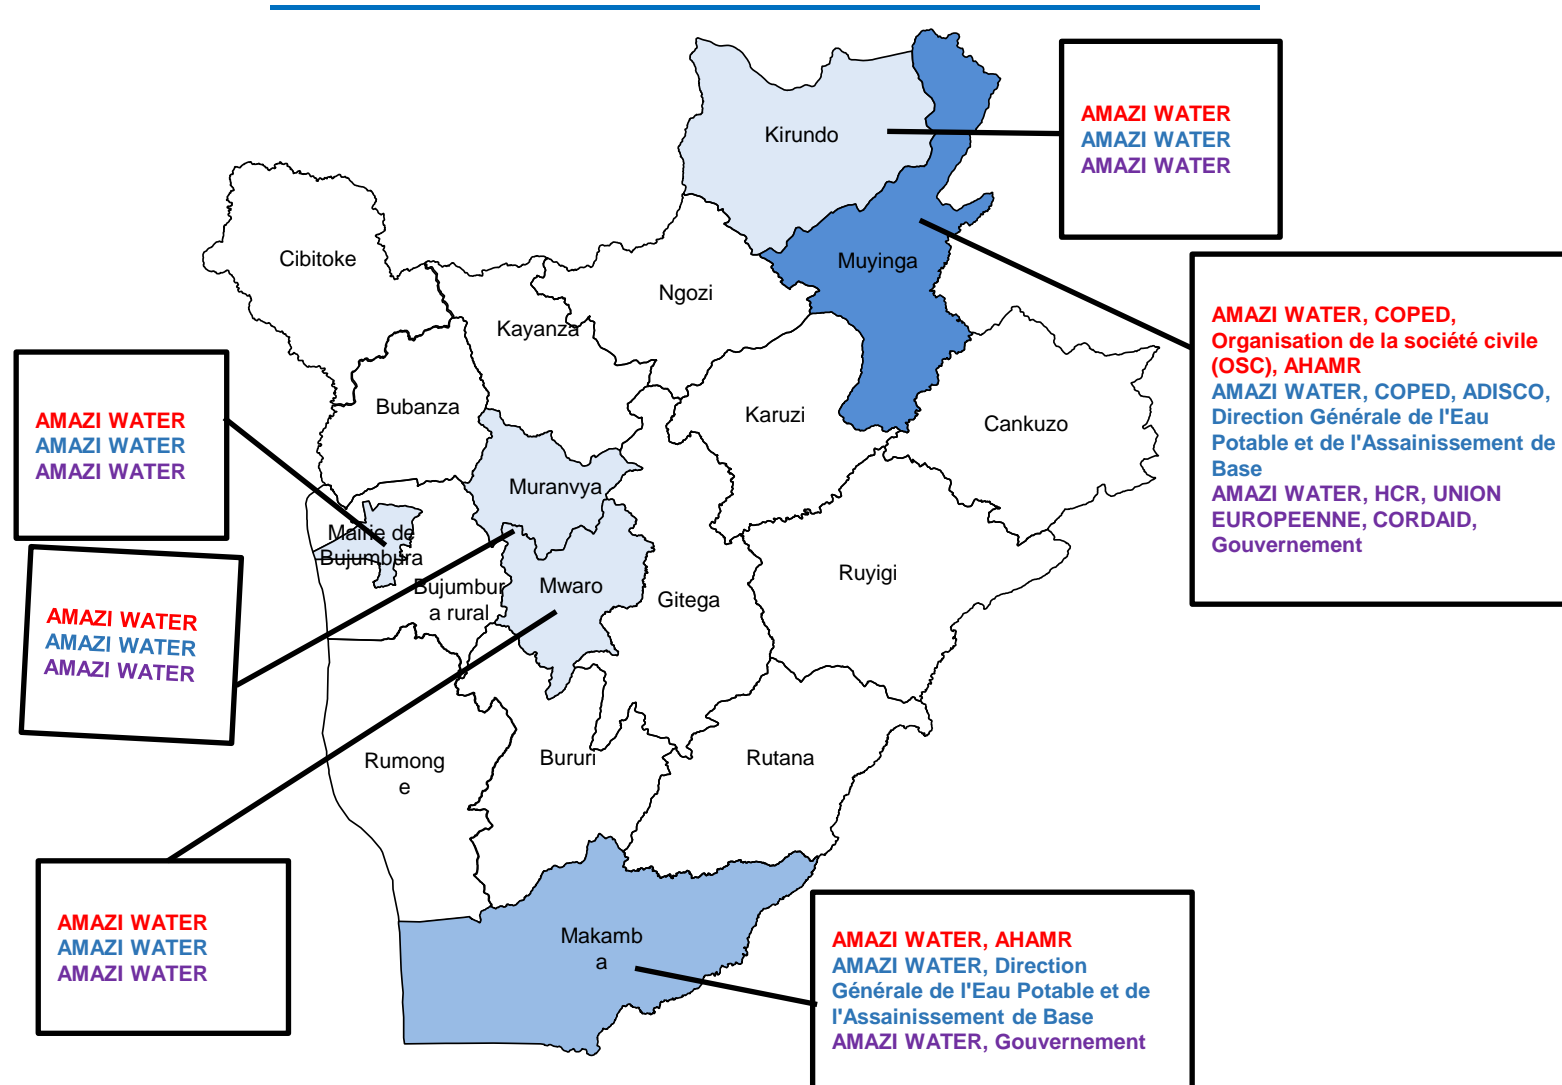 Kirundo
AMAZI WATER
AMAZI WATER
AMAZI WATER
Cibitoke
Muyinga
Ngozi
Kayanza
AMAZI WATER, COPED,
Organisation de la société civile
(OSC), AHAMR
AMAZI WATER, COPED, ADISCO,
Direction Générale de l'Eau
Potable et de l'Assainissement de
Base
AMAZI WATER, HCR, UNION
EUROPEENNE, CORDAID,
Gouvernement
AMAZI WATER
AMAZI WATER
AMAZI WATER
Bubanza
Karuzi
Cankuzo
Muranvya
Mairie de
Bujumbura
Bujumbur
a rural
Mwaro
Gitega
Ruyigi
AMAZI WATER
AMAZI WATER
AMAZI WATER
Rumong
e
Bururi
Rutana
AMAZI WATER
AMAZI WATER
AMAZI WATER
Makamb
a
AMAZI WATER, AHAMR
AMAZI WATER, Direction
Générale de l'Eau Potable et de
l'Assainissement de Base
AMAZI WATER, Gouvernement